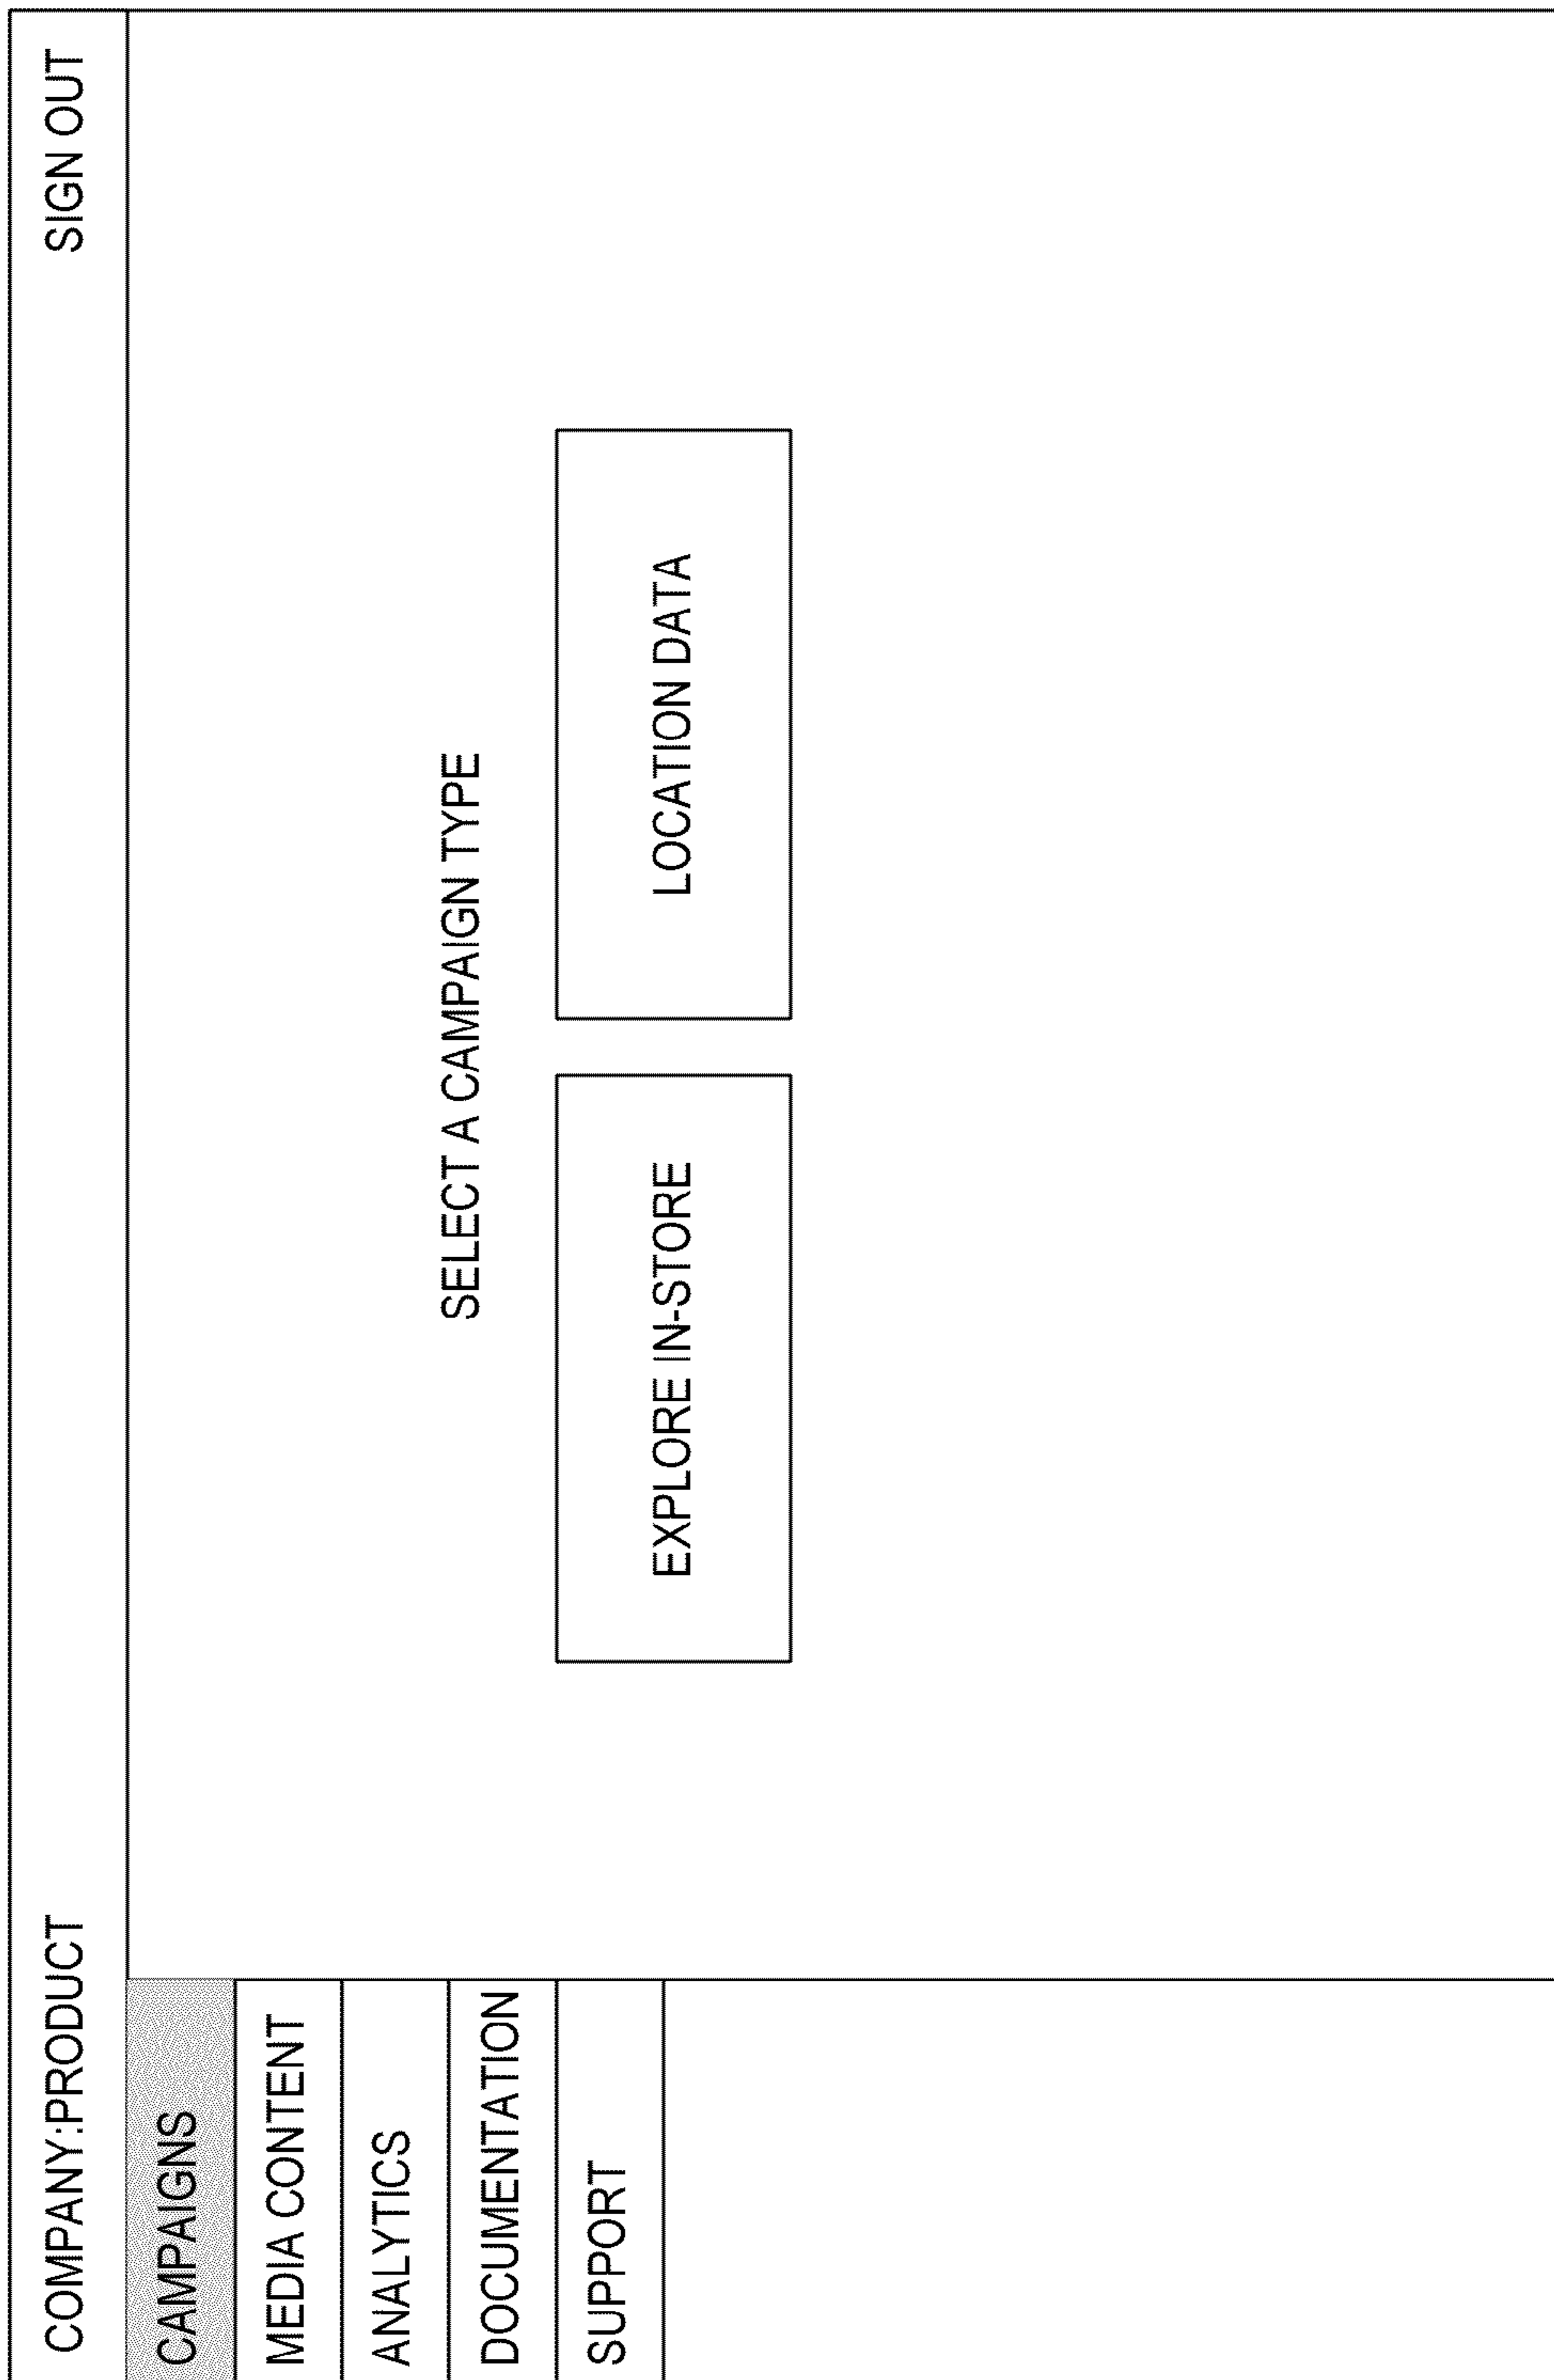 COMPANY:PRODUCT
SIGN OUT
CAMPAIGNS
MEDIA CONTENT
ANALYTICS
DOCUMENTATION
SUPPORT
SELECT A CAMPAIGN TYPE
EXPLORE IN-STORE
LOCATION DATA